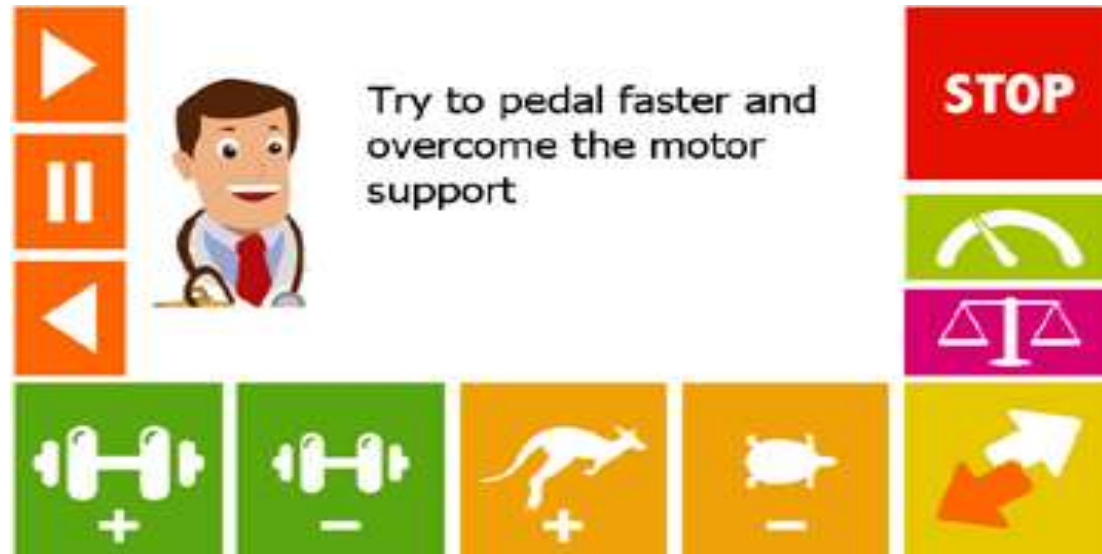 Try to pedal faster and
overcome the motor
support
STOP
+
−
+
−